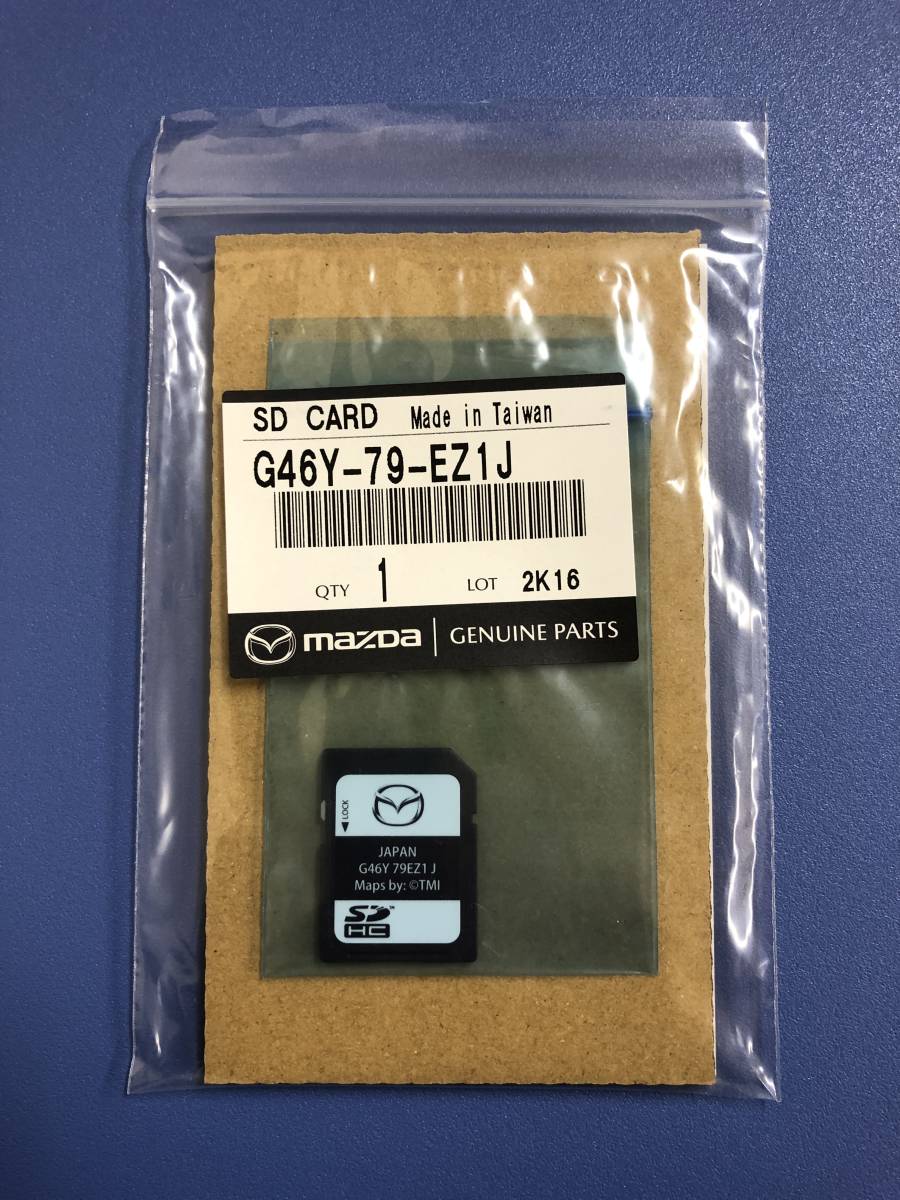 SD CARD Made in Taiwan
G46Y-79-EZ1J
QTY 1 LOT 2K16
mazda GENUINE PARTS
LOCK
JAPAN
G46Y 79EZ1 J
Maps by: ©TMI
SD™
HC